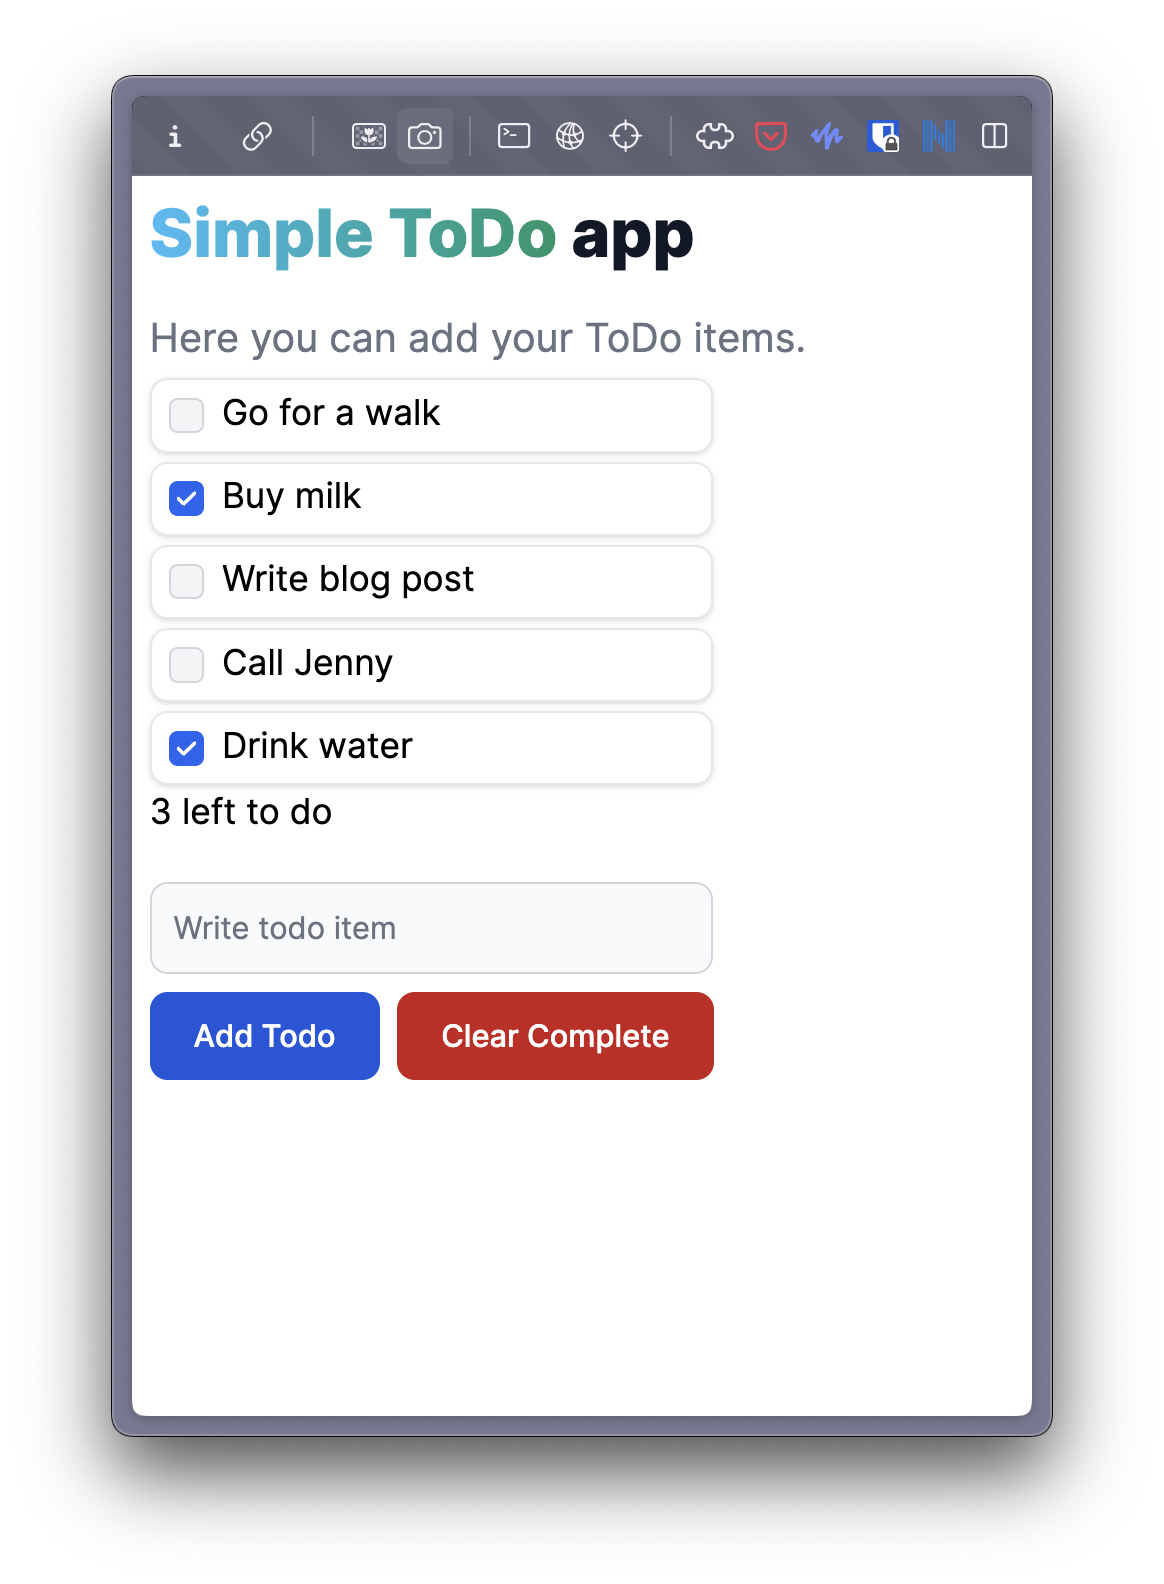 Simple ToDo app
Here you can add your ToDo items.
Go for a walk
Buy milk
Write blog post
Call Jenny
Drink water
3 left to do
Write todo item
Add Todo
Clear Complete